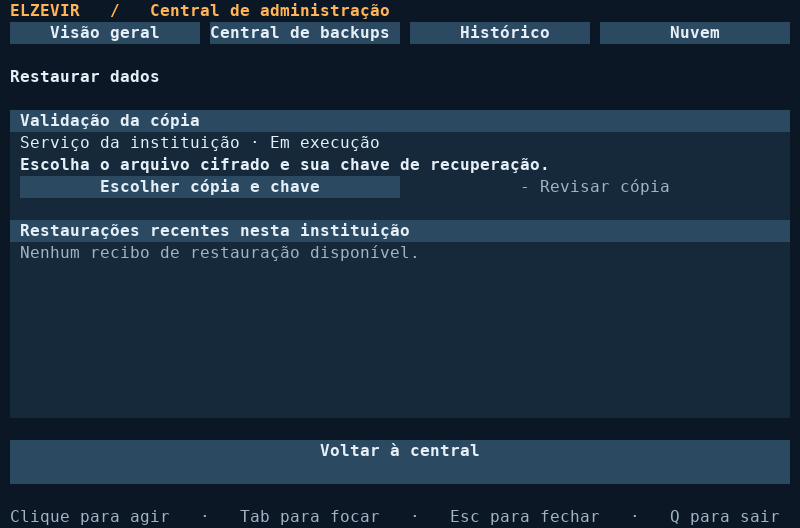 ELZEVIR / Central de administração
Visão geral Central de backups Histórico Nuvem
Restaurar dados
Validação da cópia
Serviço da instituição · Em execução
Escolha o arquivo cifrado e sua chave de recuperação.
Escolher cópia e chave - Revisar cópia
Restaurações recentes nesta instituição
Nenhum recibo de restauração disponível.
Voltar à central
Clique para agir · Tab para focar · Esc para fechar · Q para sair